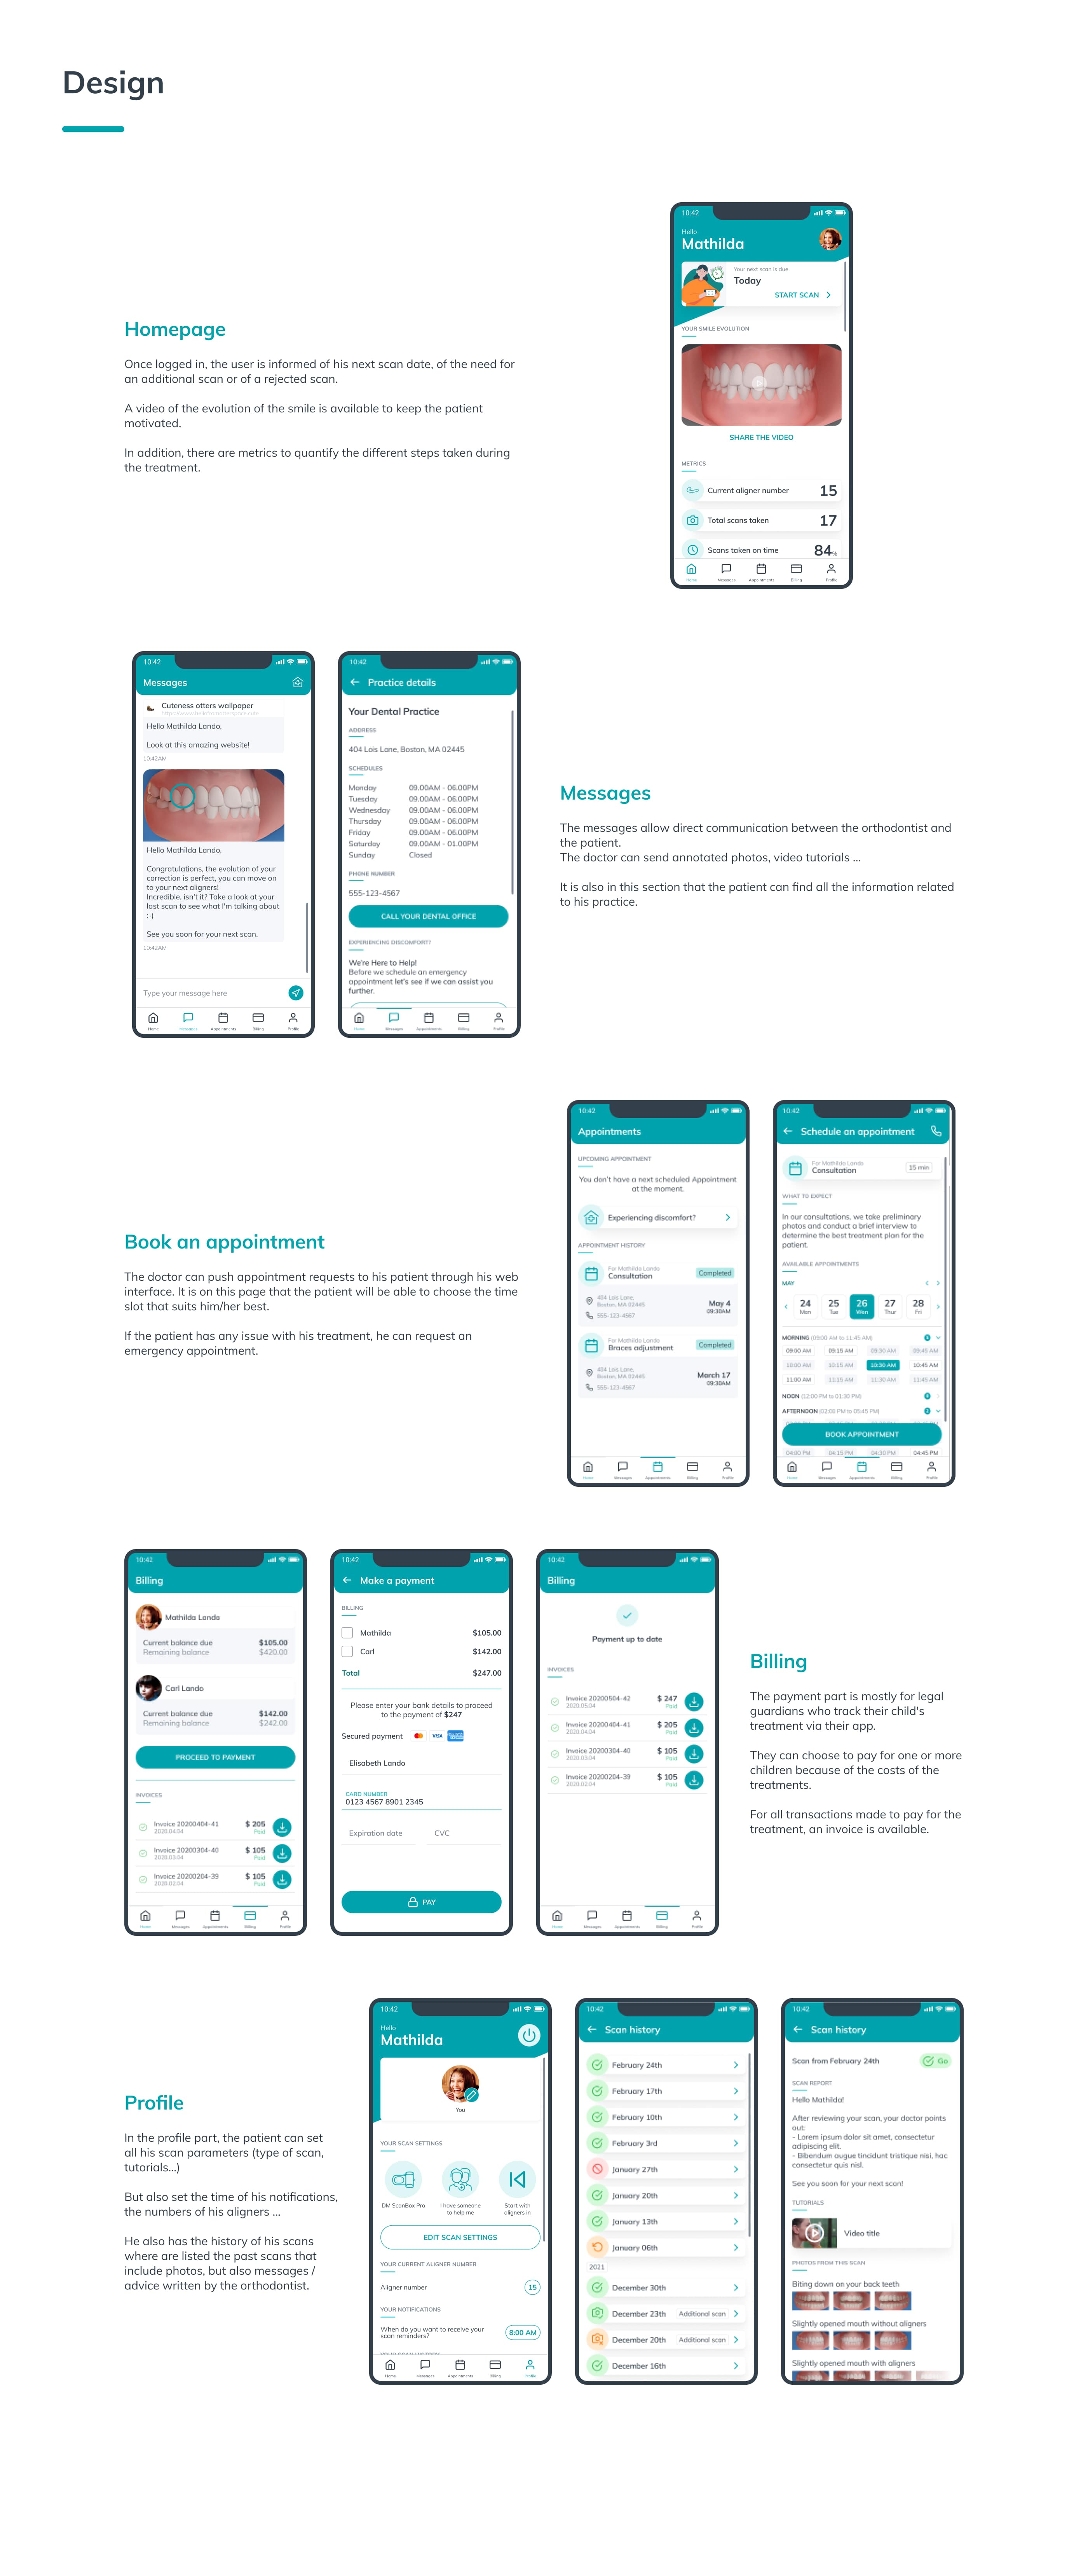 Design
Homepage
Once logged in, the user is informed of his next scan date, of the need for
an additional scan or of a rejected scan.
A video of the evolution of the smile is available to keep the patient
motivated.
In addition, there are metrics to quantify the different steps taken during
the treatment.
10:42
Hello
Mathilda
Your next scan is due
Today
START SCAN
YOUR SMILE EVOLUTION
SHARE THE VIDEO
METRICS
Current aligner number 15
Total scans taken 17
Scans taken on time 84%
Home Messages Appointments Billing Profile
10:42
Messages
Cuteness otters wallpaper
Hello Mathilda Lando,
Look at this amazing website!
10:42AM
Hello Mathilda Lando,
Congratulations, the evolution of your
correction is perfect, you can move on
to your next aligners!
Incredible, isn't it? Take a look at your
last scan to see what I'm talking about
:-)
See you soon for your next scan.
10:42AM
Type your message here
Home Messages Appointments Billing Profile
10:42
Practice details
Your Dental Practice
ADDRESS
404 Lois Lane, Boston, MA 02445
SCHEDULES
Monday 09.00AM - 06.00PM
Tuesday 09.00AM - 06.00PM
Wednesday 09.00AM - 06.00PM
Thursday 09.00AM - 06.00PM
Friday 09.00AM - 06.00PM
Saturday 09.00AM - 01.00PM
Sunday Closed
PHONE NUMBER
555-123-4567
CALL YOUR DENTAL OFFICE
EXPERIENCING DISCOMFORT?
We're Here to Help!
Before we schedule an emergency
appointment let's see if we can assist you
further.
Home Messages Appointments Billing Profile
Messages
The messages allow direct communication between the orthodontist and
the patient.
The doctor can send annotated photos, video tutorials ...
It is also in this section that the patient can find all the information related
to his practice.
Book an appointment
The doctor can push appointment requests to his patient through his web
interface. It is on this page that the patient will be able to choose the time
slot that suits him/her best.
If the patient has any issue with his treatment, he can request an
emergency appointment.
10:42
Appointments
UPCOMING APPOINTMENT
You don't have a next scheduled Appointment
at the moment.
Experiencing discomfort?
APPOINTMENT HISTORY
For Mathilda Lando
Consultation Completed
404 Lois Lane,
Boston, MA 02445
555-123-4567
May 4
09:30AM
For Mathilda Lando
Braces adjustment Completed
404 Lois Lane,
Boston, MA 02445
555-123-4567
March 17
09:30AM
Home Messages Appointments Billing Profile
10:42
Schedule an appointment
For Mathilda Lando
Consultation
15 min
WHAT TO EXPECT
In our consultations, we take preliminary
photos and conduct a brief interview to
determine the best treatment plan for the
patient.
AVAILABLE APPOINTMENTS
MAY
24 25 26 27 28
Mon Tue Wen Thur Fri
MORNING (09:00 AM to 11:45 AM)
09:00 AM 09:15 AM 09:30 AM 09:45 AM
10:00 AM 10:15 AM 10:30 AM 10:45 AM
11:00 AM 11:15 AM 11:30 AM 11:45 AM
NOON (12:00 PM to 01:30 PM)
AFTERNOON (02:00 PM to 05:45 PM)
BOOK APPOINTMENT
04:00 PM 04:15 PM 04:30 PM 04:45 PM
Home Messages Appointments Billing Profile
10:42
Billing
Mathilda Lando
Current balance due $105.00
Remaining balance $420.00
Carl Lando
Current balance due $142.00
Remaining balance $242.00
PROCEED TO PAYMENT
INVOICES
Invoice 20200404-41 $ 205
2020.04.04 Paid
Invoice 20200304-40 $ 105
2020.03.04 Paid
Invoice 20200204-39 $ 105
2020.02.04 Paid
Home Messages Appointments Billing Profile
10:42
Make a payment
BILLING
Mathilda $105.00
Carl $142.00
Total $247.00
Please enter your bank details to proceed
to the payment of $247
Secured payment VISA
Elisabeth Lando
CARD NUMBER
0123 4567 8901 2345
Expiration date CVC
PAY
10:42
Billing
Payment up to date
INVOICES
Invoice 20200504-42 $ 247
2020.05.04 Paid
Invoice 20200404-41 $ 205
2020.04.04 Paid
Invoice 20200304-40 $ 105
2020.03.04 Paid
Invoice 20200204-39 $ 105
2020.02.04 Paid
Home Messages Appointments Billing Profile
Billing
The payment part is mostly for legal
guardians who track their child's
treatment via their app.
They can choose to pay for one or more
children because of the costs of the
treatments.
For all transactions made to pay for the
treatment, an invoice is available.
Profile
In the profile part, the patient can set
all his scan parameters (type of scan,
tutorials...)
But also set the time of his notifications,
the numbers of his aligners ...
He also has the history of his scans
where are listed the past scans that
include photos, but also messages /
advice written by the orthodontist.
10:42
Hello
Mathilda
You
YOUR SCAN SETTINGS
DM ScanBox Pro
I have someone
to help me
Start with
aligners in
EDIT SCAN SETTINGS
YOUR CURRENT ALIGNER NUMBER
Aligner number 15
YOUR NOTIFICATIONS
When do you want to receive your
scan reminders?
8:00 AM
YOUR SCAN HISTORY
Home Messages Appointments Billing Profile
10:42
Scan history
February 24th
February 17th
February 10th
February 3rd
January 27th
January 20th
January 13th
January 06th
2021
December 30th
December 23th Additional scan
December 20th Additional scan
December 16th
10:42
Scan history
Scan from February 24th Go
SCAN REPORT
Hello Mathilda!
After reviewing your scan, your doctor points
out:
- Lorem ipsum dolor sit amet, consectetur
adipiscing elit.
- Bibendum augue tincidunt tristique nisi, hac
consectetur quis nisl.
See you soon for your next scan!
TUTORIALS
Video title
PHOTOS FROM THIS SCAN
Biting down on your back teeth
Slightly opened mouth without aligners
Slightly opened mouth with aligners